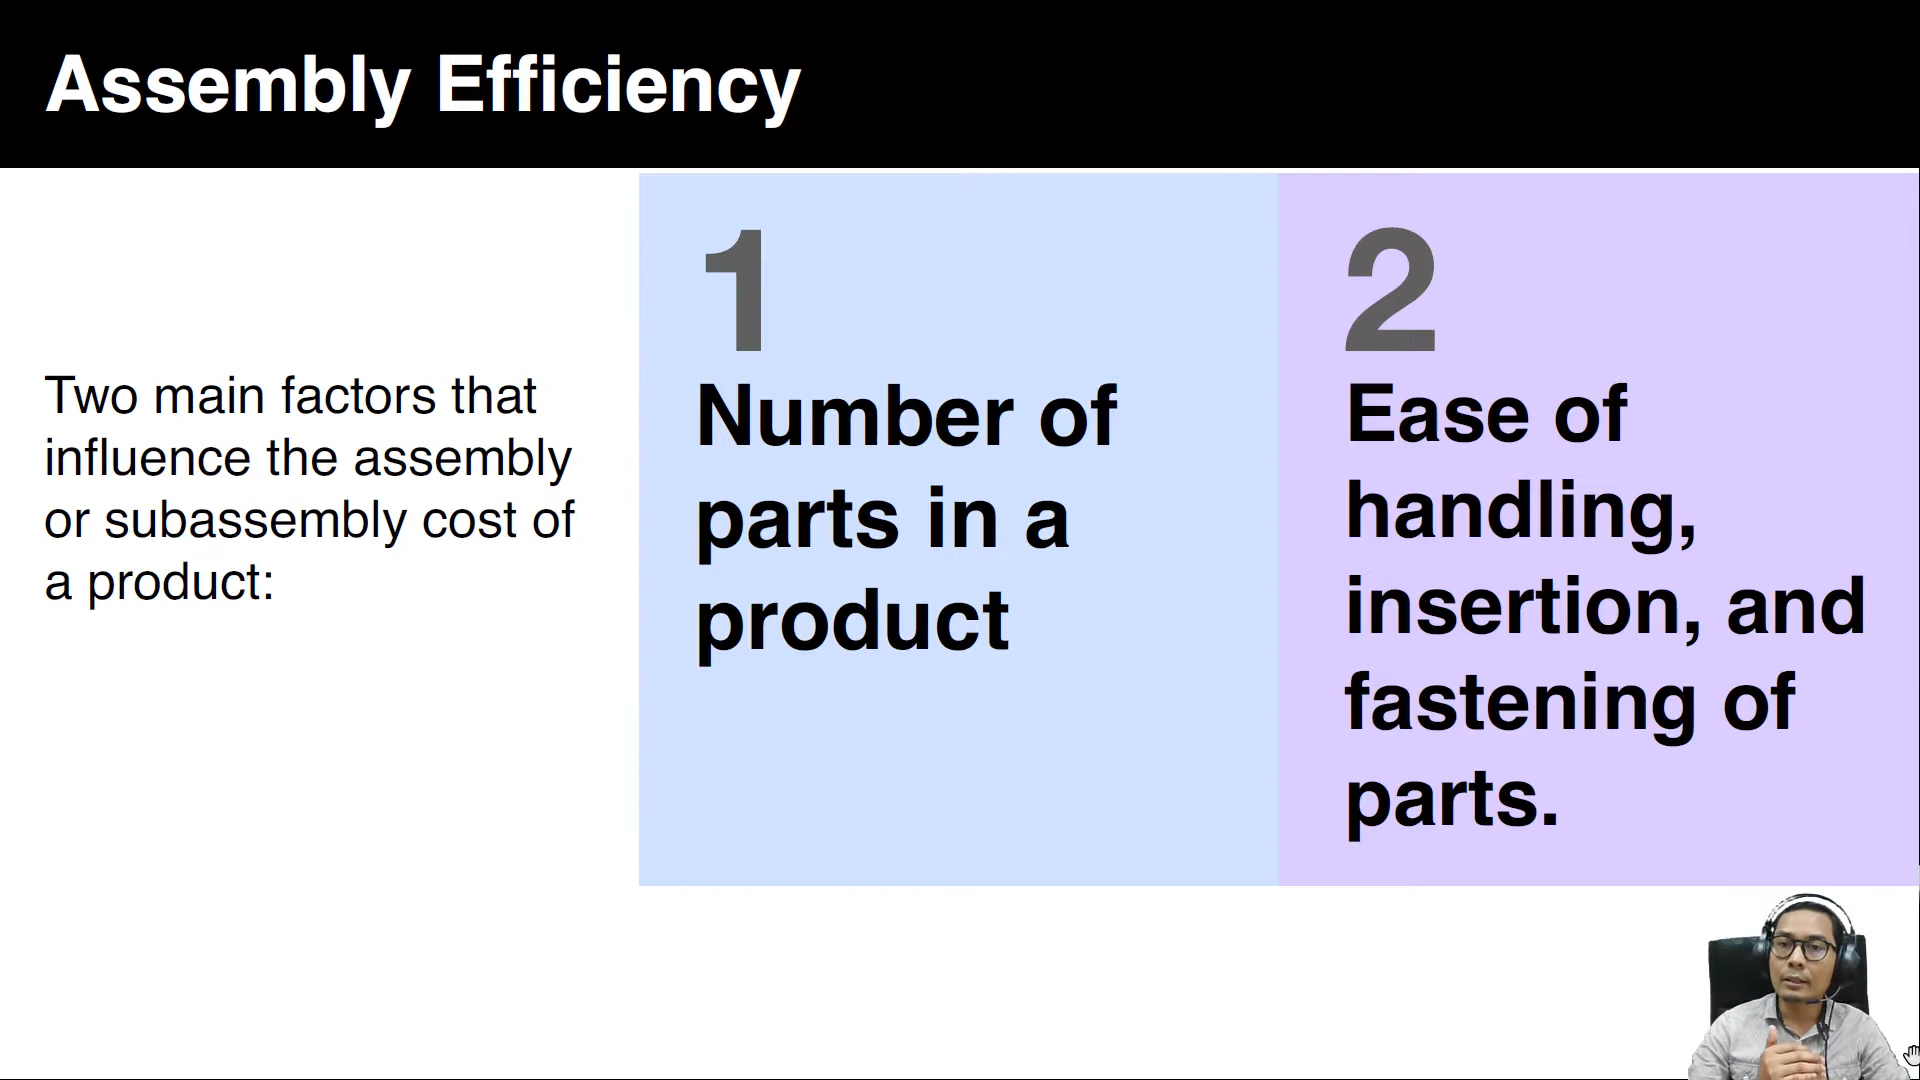 Assembly Efficiency
Two main factors that
influence the assembly
or subassembly cost of
a product:
1
Number of
parts in a
product
2
Ease of
handling,
insertion, and
fastening of
parts.